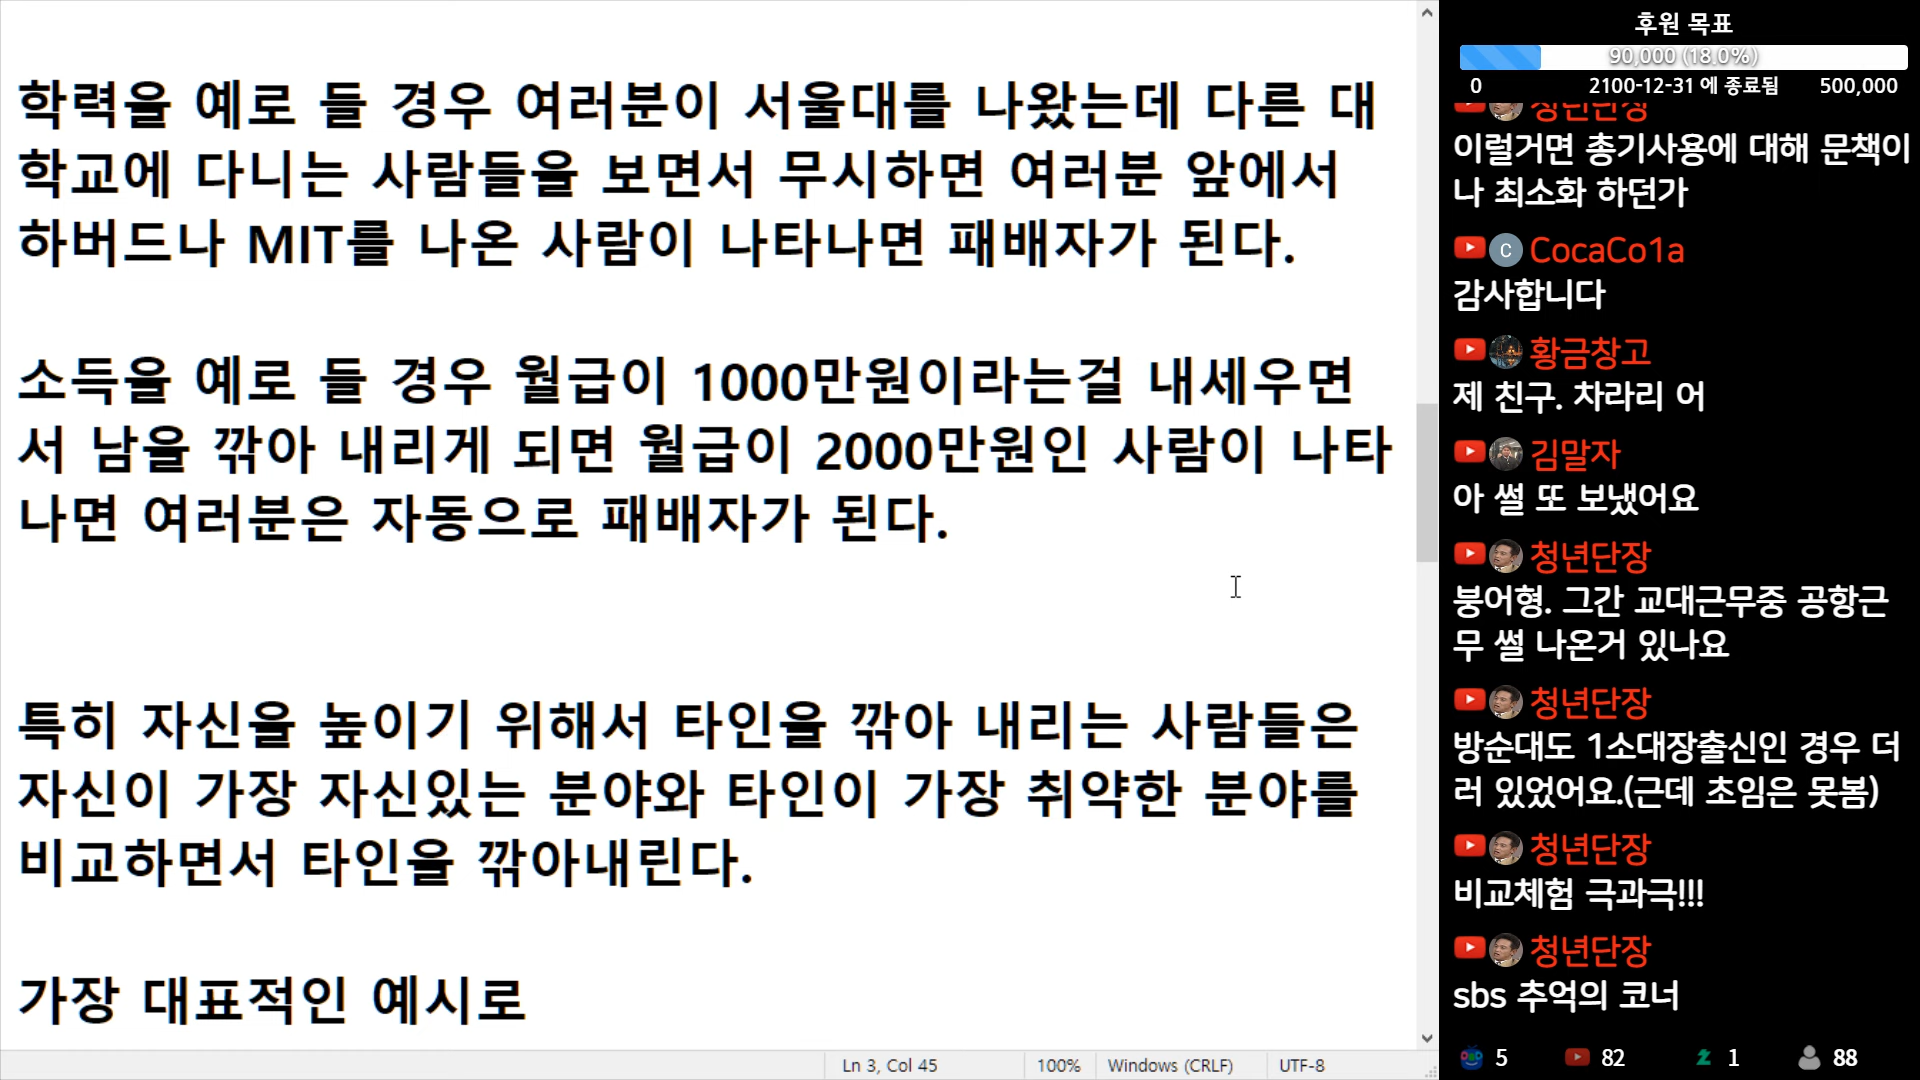 학력을 예로 들 경우 여러분이 서울대를 나왔는데 다른 대
학교에 다니는 사람들을 보면서 무시하면 여러분 앞에서
하버드나 MIT를 나온 사람이 나타나면 패배자가 된다.
소득을 예로 들 경우 월급이 1000만원이라는걸 내세우면
서 남을 깎아 내리게 되면 월급이 2000만원인 사람이 나타
나면 여러분은 자동으로 패배자가 된다.
특히 자신을 높이기 위해서 타인을 깎아 내리는 사람들은
자신이 가장 자신있는 분야와 타인이 가장 취약한 분야를
비교하면서 타인을 깎아내린다.
가장 대표적인 예시로
Ln 3, Col 45
100%
Windows (CRLF)
UTF-8
후원 목표
90,000 (18.0%)
0 2100-12-31 에 종료됨 500,000
청년단장
이럴거면 총기사용에 대해 문책이
나 최소화 하던가
C CocaCo1a
감사합니다
황금창고
제 친구. 차라리 어
김말자
아 썰 또 보냈어요
청년단장
붕어형. 그간 교대근무중 공항근
무 썰 나온거 있나요
청년단장
방순대도 1소대장출신인 경우 더
러 있었어요.(근데 초임은 못봄)
청년단장
비교체험 극과극!!!
청년단장
sbs 추억의 코너
5 82 1 88